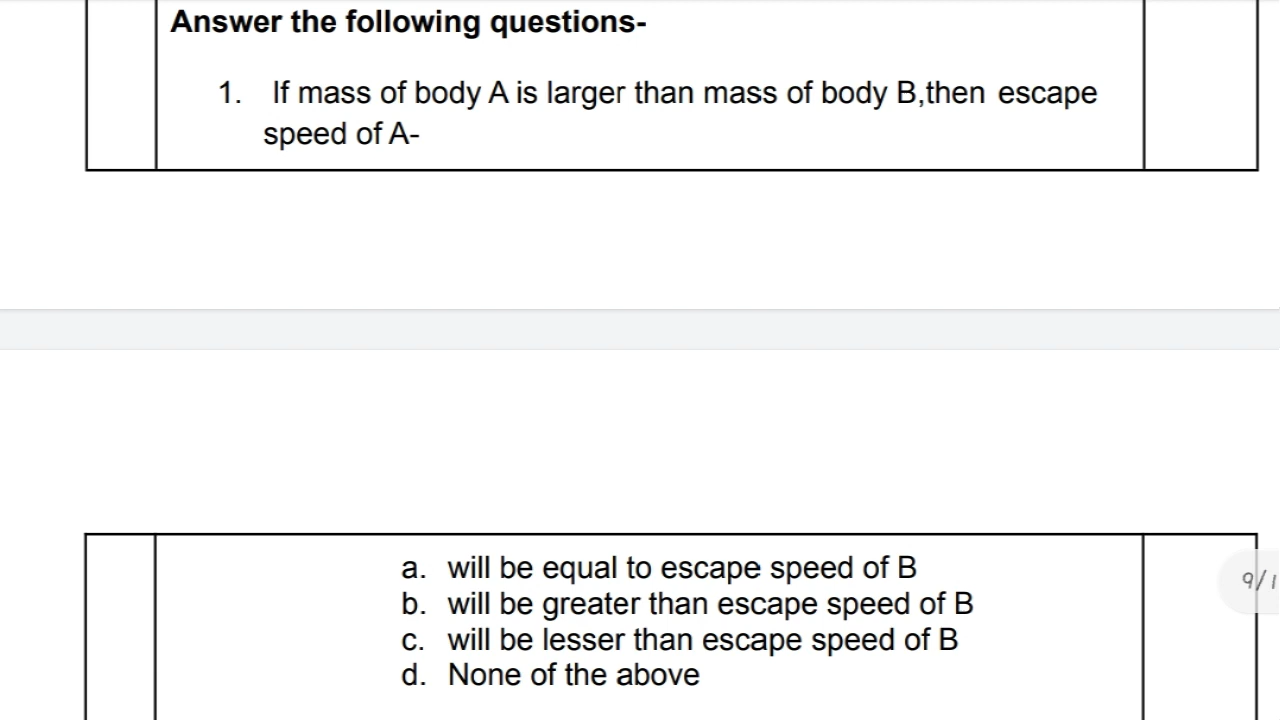 Answer the following questions-
1. If mass of body A is larger than mass of body B,then escape
speed of A-
a. will be equal to escape speed of B
b. will be greater than escape speed of B
9/1
c. will be lesser than escape speed of B
d. None of the above